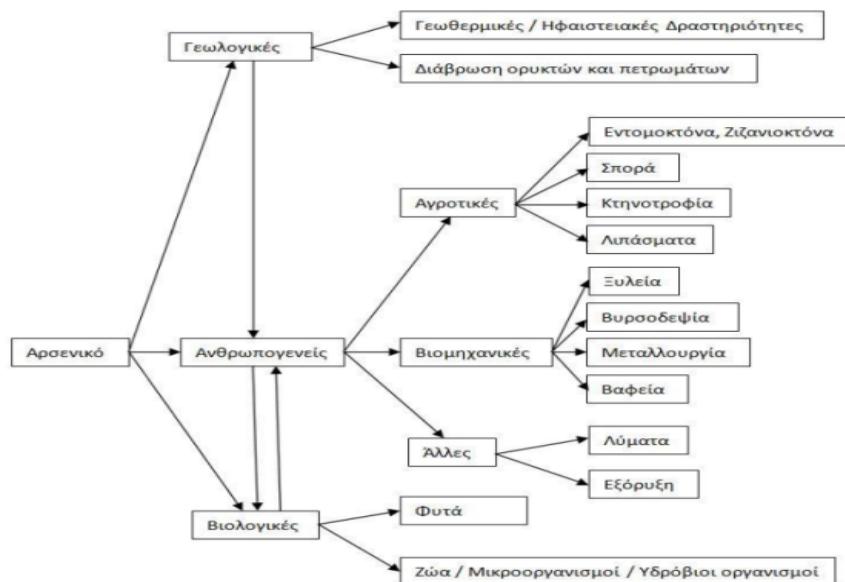 Γεωλογικές
Γεωθερμικές / Ηφαιστειακές Δραστηριότητες
Διάβρωση ορυκτών και πετρωμάτων
Εντομοκτόνα, Ζιζανιοκτόνα
Σπορά
Αγροτικές
Κτηνοτροφία
Λιπάσματα
Ξυλεία
Βυρσοδεψία
Αρσενικό
Ανθρωπογενείς
Βιομηχανικές
Μεταλλουργία
Βαφεία
Άλλες
Λύματα
Εξόρυξη
Βιολογικές
Φυτά
Ζώα / Μικροοργανισμοί / Υδρόβιοι οργανισμοί